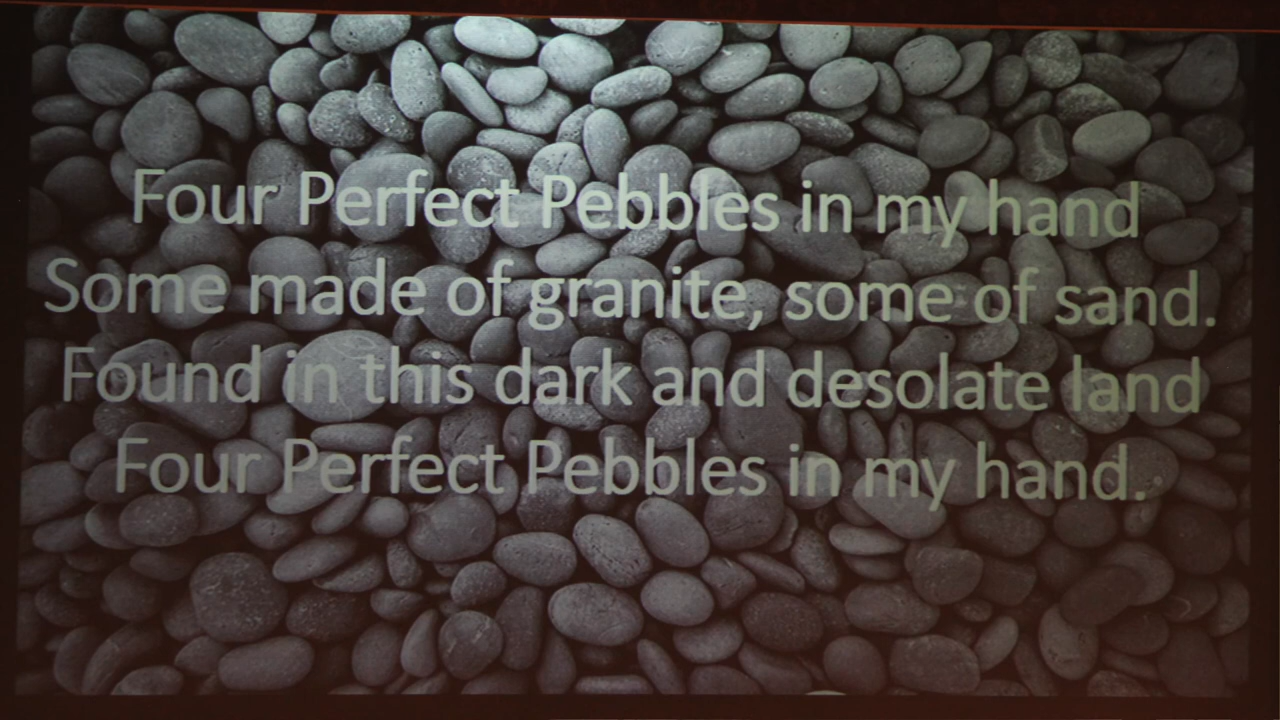 Four Perfect Pebbles in my hand
Some made of granite, some of sand.
Found in this dark and desolate land
Four Perfect Pebbles in my hand.